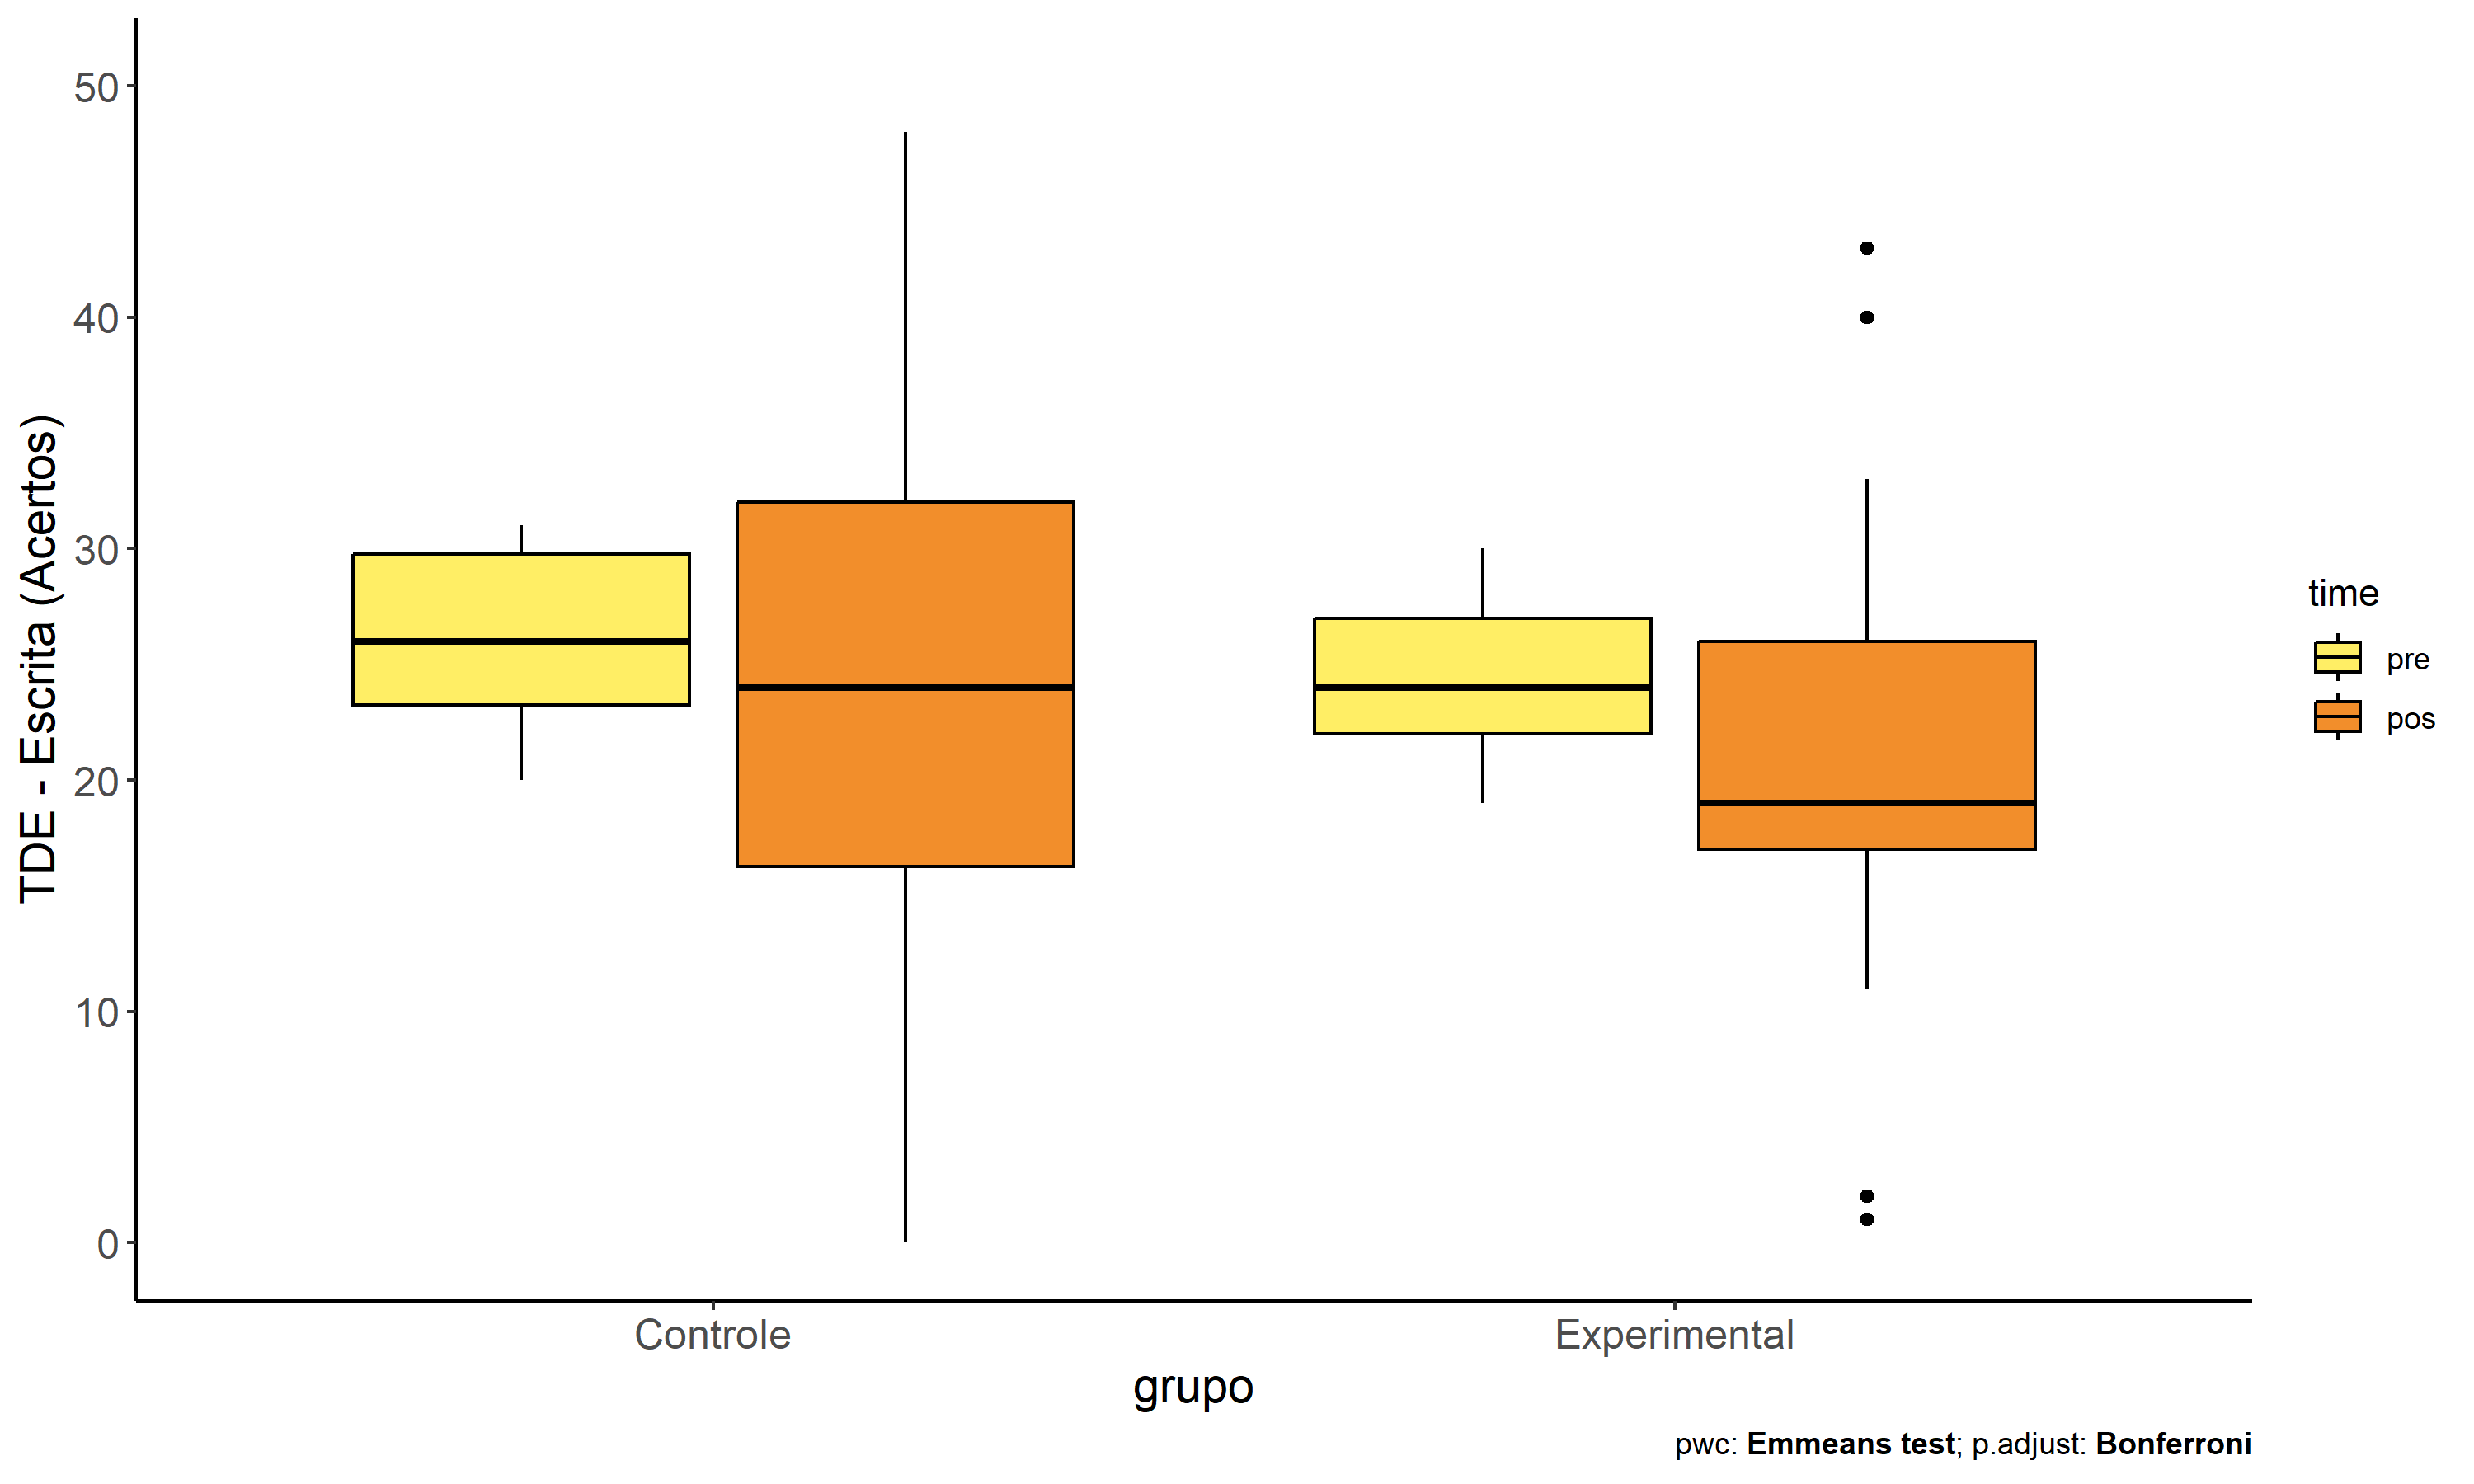 TDE - Escrita (Acertos)
50
40
30
20
10
0
Controle
Experimental
grupo
time
pre
pos
pwc: Emmeans test; p.adjust: Bonferroni